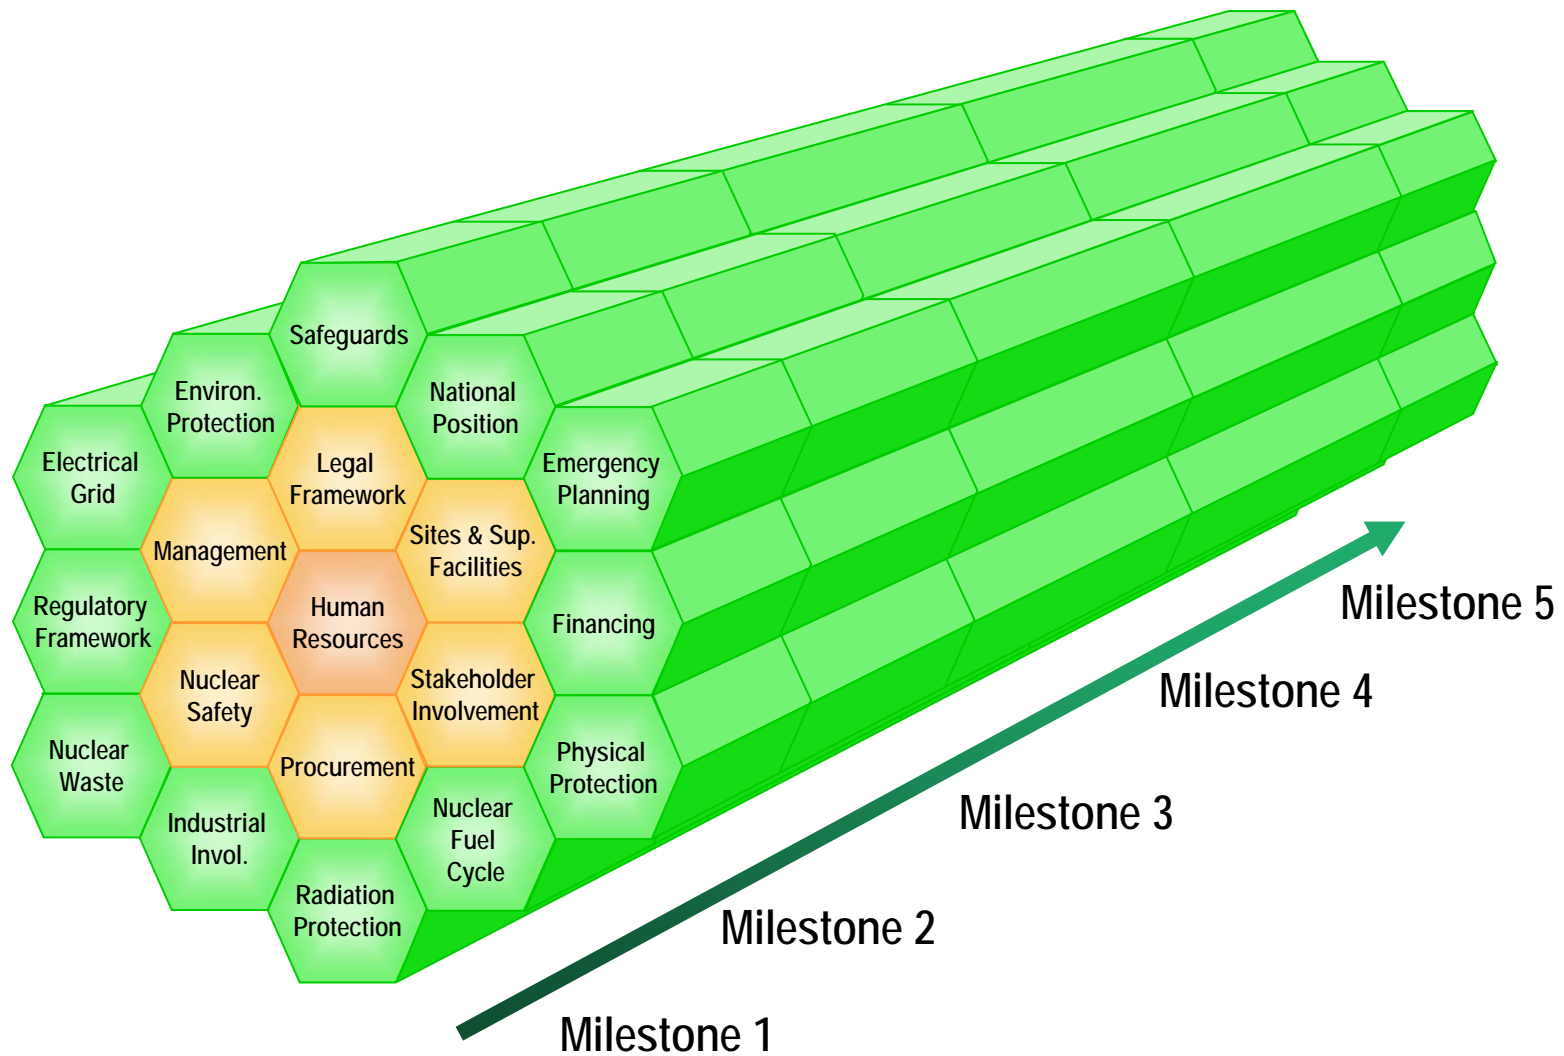 Safeguards
Environ.
Protection
National
Position
Electrical
Grid
Legal
Framework
Emergency
Planning
Management
Sites & Sup.
Facilities
Regulatory
Framework
Human
Resources
Financing
Nuclear
Safety
Stakeholder
Involvement
Nuclear
Waste
Procurement
Physical
Protection
Industrial
Invol.
Nuclear
Fuel
Cycle
Radiation
Protection
Milestone 5
Milestone 4
Milestone 3
Milestone 2
Milestone 1